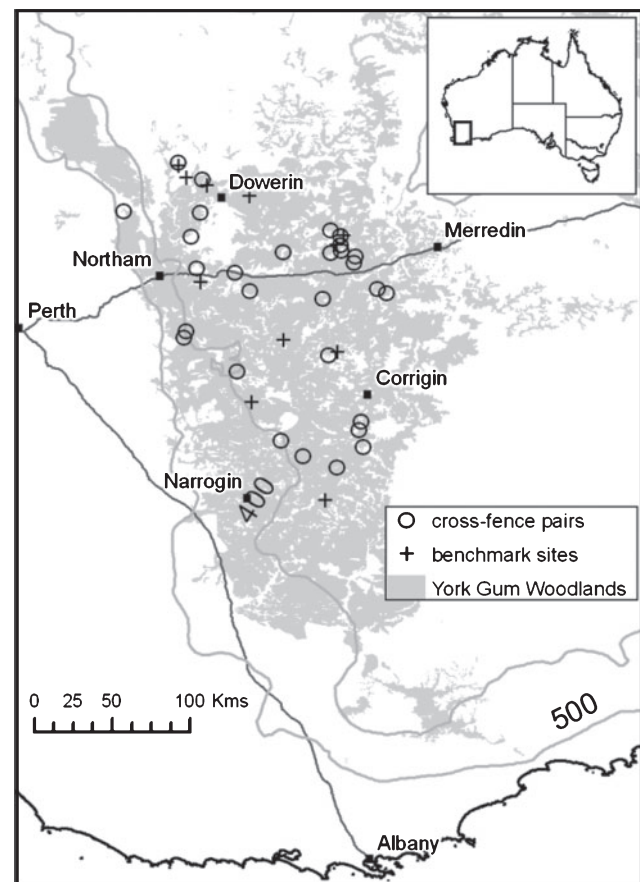 Dowerin
Merredin
Northam
Perth
Corrigin
Narrogin
400
cross-fence pairs
benchmark sites
York Gum Woodlands
0 25 50 100 Kms
500
Albany